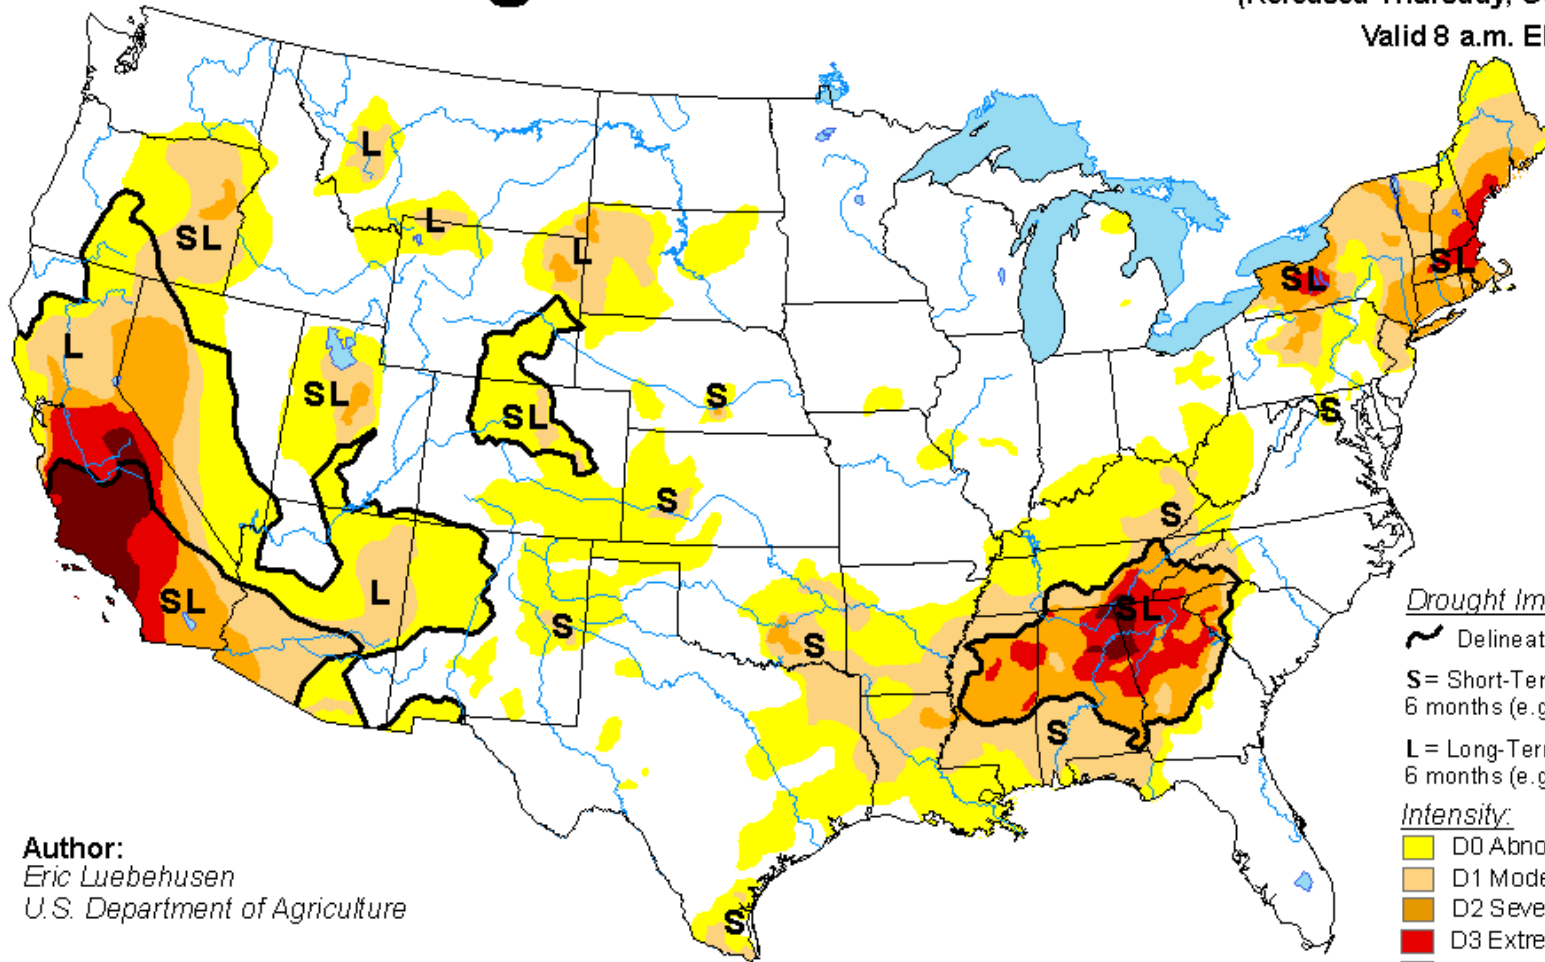 Valid 8 a.m. E
L
L
SL
L
SL
SL
L
SL
S
SL
S
S
S
L
SL
SL
S
S
S
S
Drought Im
Delineat
S = Short-Ter
6 months (e.g
L = Long-Terr
6 months (e.g
Intensity:
D0 Abno
D1 Mode
D2 Seve
D3 Extre
Author:
Eric Luebehusen
U.S. Department of Agriculture